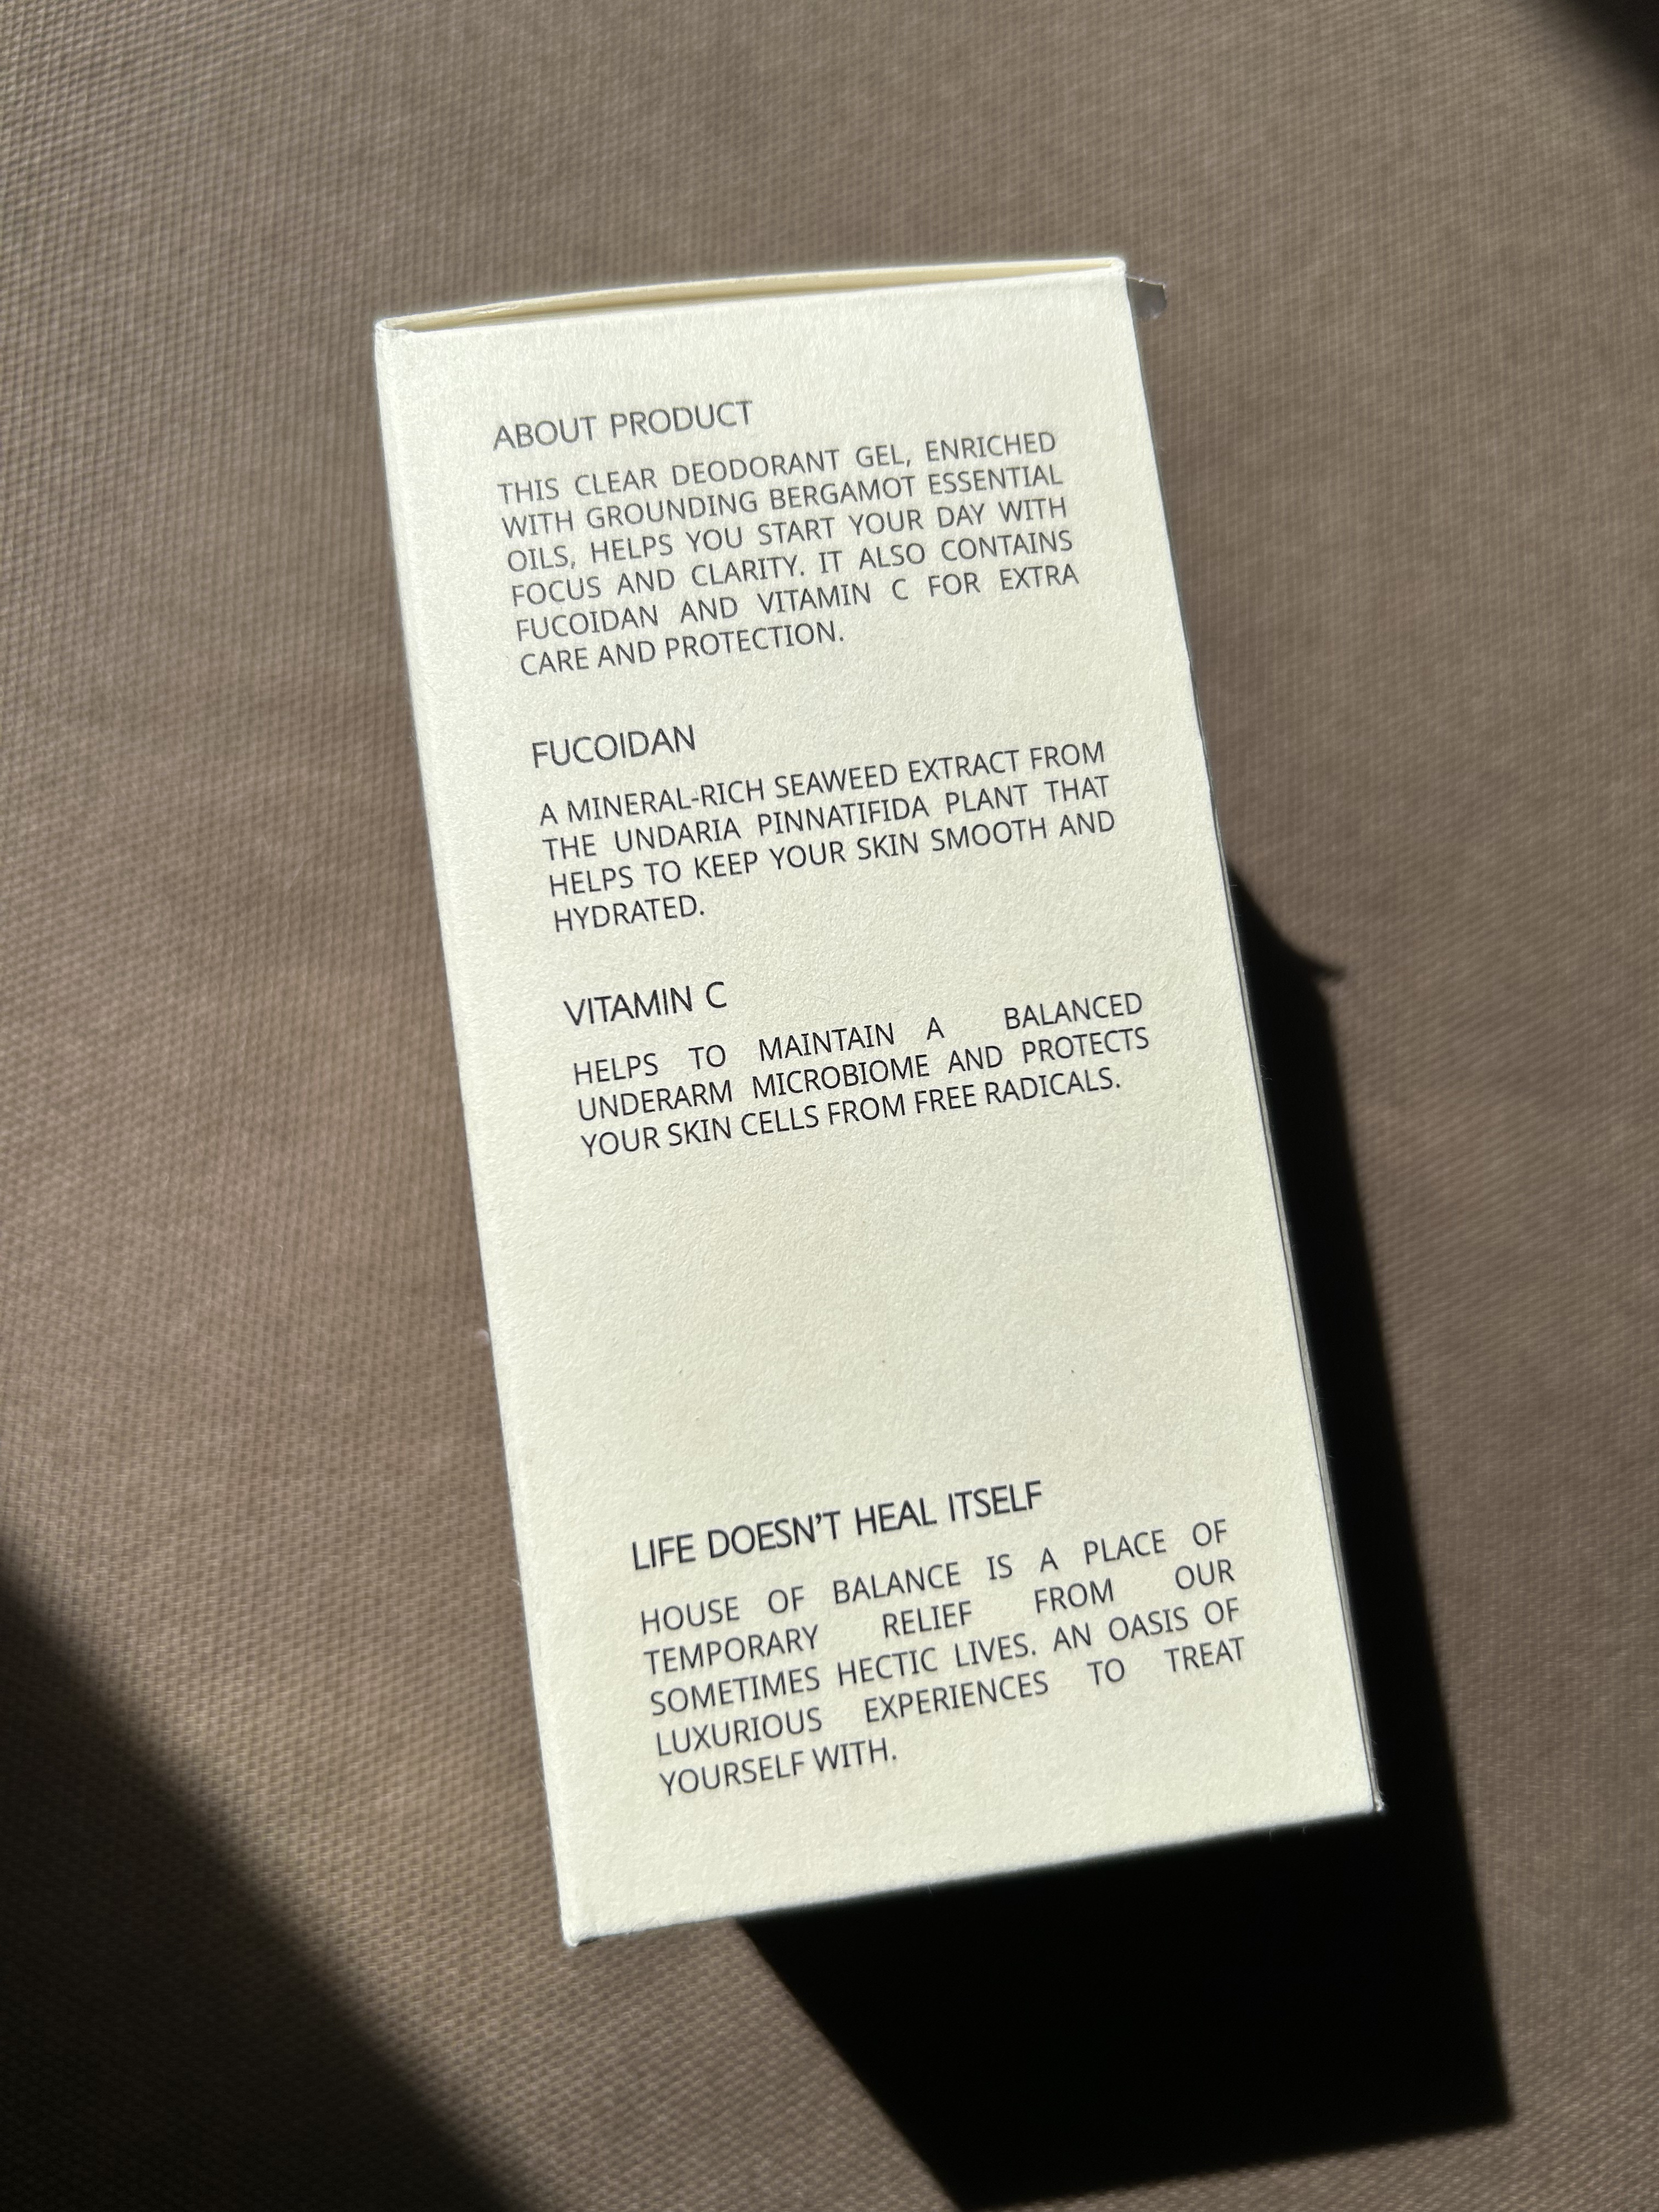 ABOUT PRODUCT
THIS CLEAR DEODORANT GEL, ENRICHED
WITH GROUNDING BERGAMOT ESSENTIAL
OILS, HELPS YOU START YOUR DAY WITH
FOCUS AND CLARITY. IT ALSO CONTAINS
FUCOIDAN AND VITAMIN C FOR EXTRA
CARE AND PROTECTION.
FUCOIDAN
A MINERAL-RICH SEAWEED EXTRACT FROM
THE UNDARIA PINNATIFIDA PLANT THAT
HELPS TO KEEP YOUR SKIN SMOOTH AND
HYDRATED.
VITAMIN C
HELPS TO MAINTAIN A BALANCED
UNDERARM MICROBIOME AND PROTECTS
YOUR SKIN CELLS FROM FREE RADICALS.
LIFE DOESN'T HEAL ITSELF
HOUSE OF BALANCE IS A PLACE OF
TEMPORARY RELIEF FROM OUR
SOMETIMES HECTIC LIVES. AN OASIS OF
LUXURIOUS EXPERIENCES TO TREAT
YOURSELF WITH.